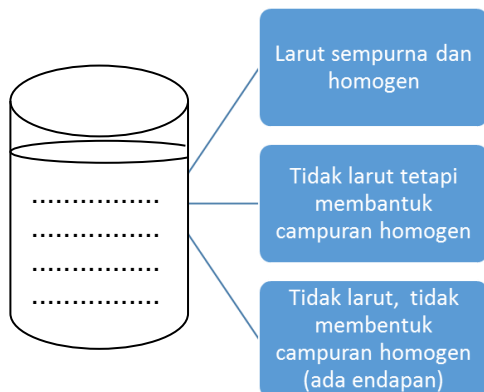 Larut sempurna dan
homogen
Tidak larut tetapi
membantuk
campuran homogen
Tidak larut, tidak
membentuk
campuran homogen
(ada endapan)